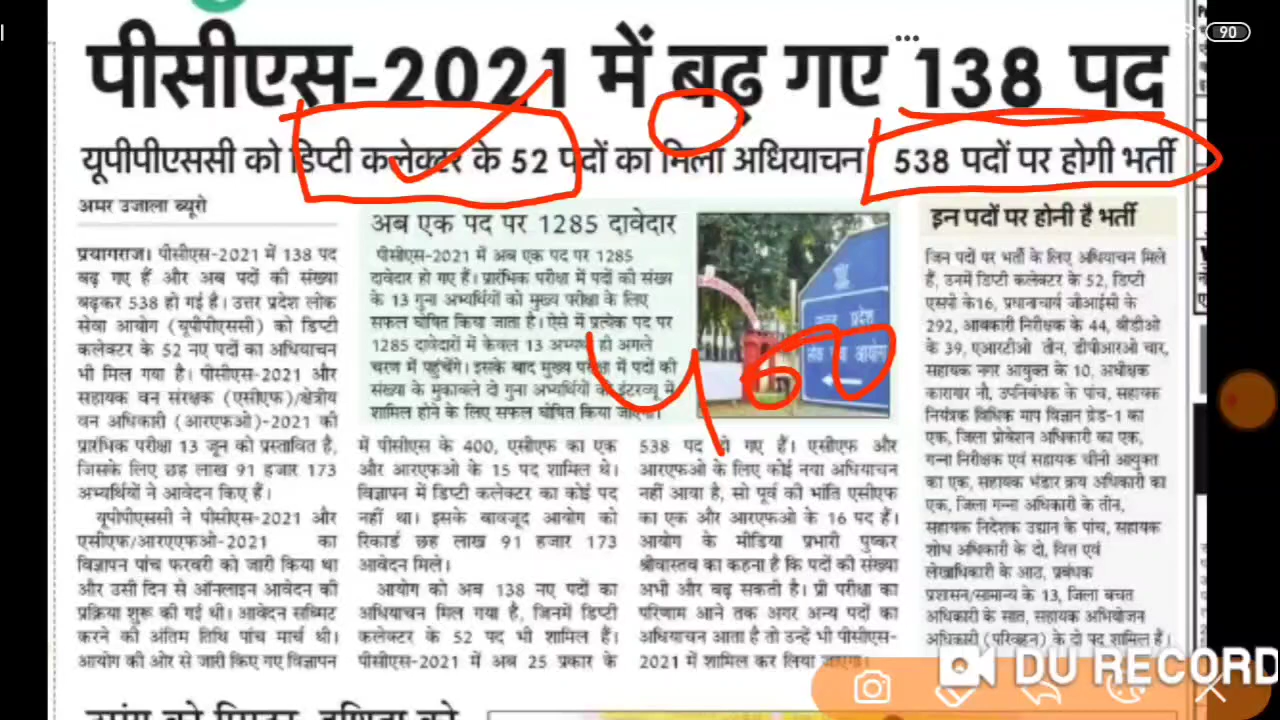 90
पीसीएस-2021 में बढ़ गए 138 पद
यूपीपीएससी को डिप्टी कलेक्टर के 52 पदों का मिला अधियाचन
538 पदों पर होगी भर्ती
अमर उजाला ब्यूरो
प्रयागराज। पीसीएस-2021 में 138 पद
बढ़ गए हैं और अब पदों की संख्या
बढ़कर 538 हो गई है। उत्तर प्रदेश लोक
सेवा आयोग (यूपीपीएससी) को डिप्टी
कलेक्टर के 52 नए पदों का अधियाचन
भी मिल गया है। पीसीएस-2021 और
सहायक वन संरक्षक (एसीएफ)/क्षेत्रीय
वन अधिकारी (आरएफओ)-2021 की
प्रारंभिक परीक्षा 13 जून को प्रस्तावित है,
जिसके लिए छह लाख 91 हजार 173
अभ्यर्थियों ने आवेदन किए हैं।
यूपीपीएससी ने पीसीएस-2021 और
एसीएफ/आरएएफओ-2021 का
विज्ञापन पांच फरवरी को जारी किया था
और उसी दिन से ऑनलाइन आवेदन की
प्रक्रिया शुरू की गई थी। आवेदन सब्मिट
करने की अंतिम तिथि पांच मार्च थी।
आयोग की ओर से जारी किए गए विज्ञापन
अब एक पद पर 1285 दावेदार
पीसीएस-2021 में अब एक पद पर 1285
दावेदार हो गए हैं। प्रारंभिक परीक्षा में पदों की संख्य
के 13 गुना अभ्यर्थियों को मुख्य परीक्षा के लिए
सफल घोषित किया जाता है। ऐसे में प्रत्येक पद पर
1285 दावेदारों में केवल 13 अभ्यर्थी ही अगले
चरण में पहुंचेंगे। इसके बाद मुख्य परीक्षा में पदों की
संख्या के मुकाबले दो गुना अभ्यर्थियों को इंटरव्यू में
शामिल होने के लिए सफल घोषित किया जाएगा।
में पीसीएस के 400, एसीएफ का एक
और आरएफओ के 15 पद शामिल थे।
विज्ञापन में डिप्टी कलेक्टर का कोई पद
नहीं था। इसके बावजूद आयोग को
रिकार्ड छह लाख 91 हजार 173
आवेदन मिले।
आयोग को अब 138 नए पदों का
अधियाचन मिल गया है, जिनमें डिप्टी
कलेक्टर के 52 पद भी शामिल हैं।
पीसीएस-2021 में अब 25 प्रकार के
538 पद हो गए हैं। एसीएफ और
आरएफओ के लिए कोई नया अधियाचन
नहीं आया है, सो पूर्व की भांति एसीएफ
का एक और आरएफओ के 16 पद हैं।
आयोग के मीडिया प्रभारी पुष्कर
श्रीवास्तव का कहना है कि पदों की संख्या
अभी और बढ़ सकती है। प्री परीक्षा का
परिणाम आने तक अगर अन्य पदों का
अधियाचन आता है तो उन्हें भी पीसीएस-
2021 में शामिल कर लिया जाएगा।
इन पदों पर होनी है भर्ती
जिन पदों पर भर्ती के लिए अधियाचन मिले
हैं, उनमें डिप्टी कलेक्टर के 52, डिप्टी
एसपी के16, प्रधानाचार्य जीआईसी के
292, आबकारी निरीक्षक के 44, बीडीओ
के 39, एआरटीओ तीन, डीपीआरओ चार,
सहायक नगर आयुक्त के 10, अधीक्षक
कारागार नौ, उपनिबंधक के पांच, सहायक
नियंत्रक विधिक माप विज्ञान ग्रेड-1 का
एक, जिला प्रोबेशन अधिकारी का एक,
गन्ना निरीक्षक एवं सहायक चीनी आयुक्त
का एक, सहायक भंडार क्रय अधिकारी का
एक, जिला गन्ना अधिकारी के तीन,
सहायक निदेशक उद्यान के पांच, सहायक
शोध अधिकारी के दो, वित्त एवं
लेखाधिकारी के आठ, प्रबंधक
प्रशासन/सामान्य के 13, जिला बचत
अधिकारी के सात, सहायक अभियोजन
अधिकारी (परिवहन) के दो पद शामिल हैं।
DU RECORD